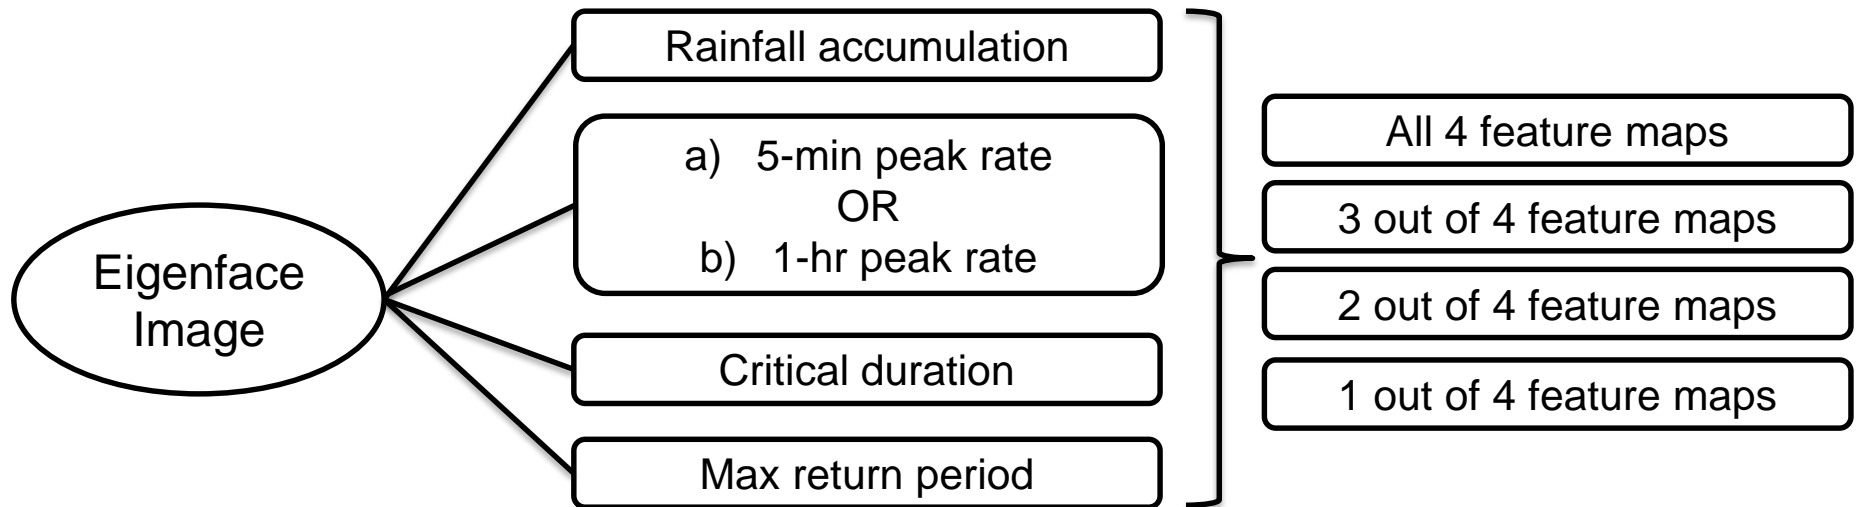 Eigenface
Image
Rainfall accumulation
a) 5-min peak rate
OR
b) 1-hr peak rate
Critical duration
Max return period
All 4 feature maps
3 out of 4 feature maps
2 out of 4 feature maps
1 out of 4 feature maps